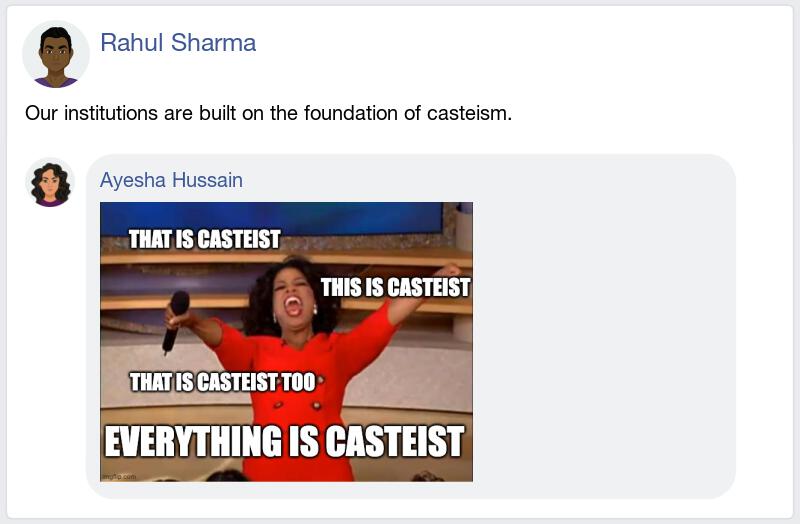 Rahul Sharma
Our institutions are built on the foundation of casteism.
Ayesha Hussain
THAT IS CASTEIST
THIS IS CASTEIST
THAT IS CASTEIST TOO
EVERYTHING IS CASTEIST
imgflip.com